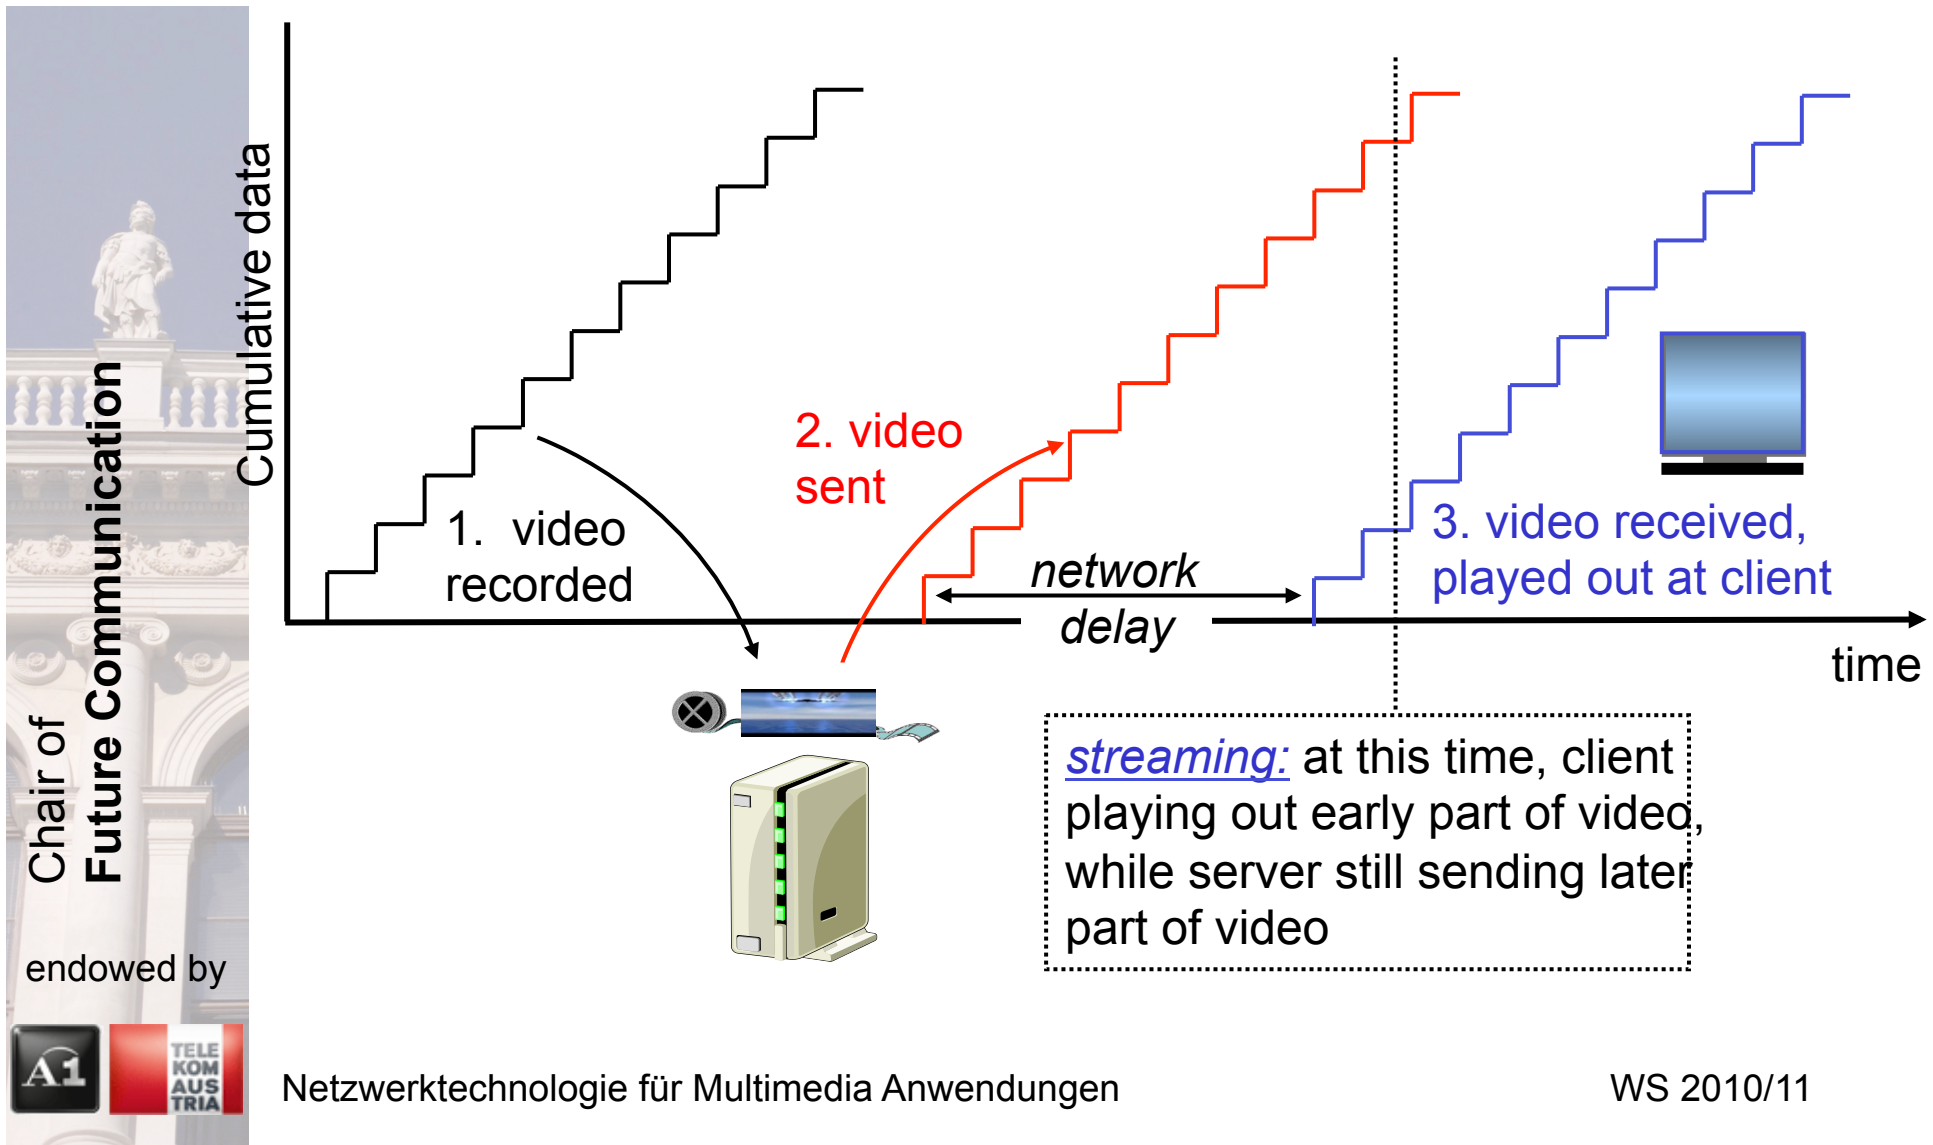 Cumulative data
1. video
recorded
2. video
sent
network
delay
3. video received,
played out at client
time
streaming: at this time, client
playing out early part of video,
while server still sending later
part of video
Chair of
Future Communication
endowed by
A1
TELE
KOM
AUS
TRIA
Netzwerktechnologie für Multimedia Anwendungen
WS 2010/11